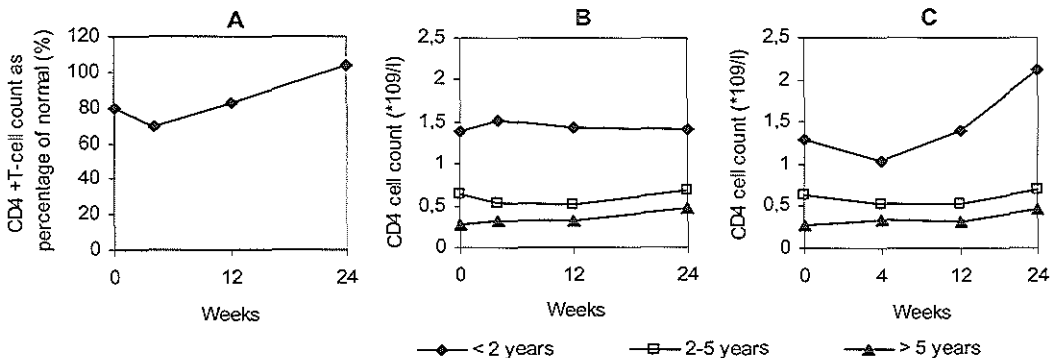 A
CD4 +T-cell count as
percentage of normal (%)
120
100
80
60
40
20
0
0 12 24
Weeks
B
CD4 cell count (*109/l)
2,5
2
1,5
1
0,5
0
0 12 24
Weeks
C
CD4 cell count (*109/l)
2,5
2
1,5
1
0,5
0
0 4 12 24
Weeks
< 2 years 2-5 years > 5 years